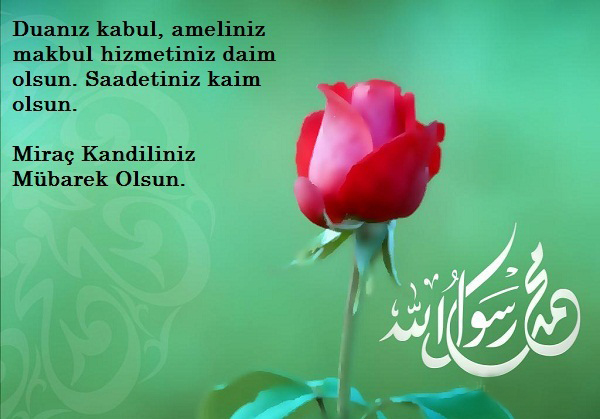 Duanız kabul, ameliniz
makbul hizmetiniz daim
olsun. Saadetiniz kaim
olsun.
Miraç Kandiliniz
Mübarek Olsun.
محمد رسول الله